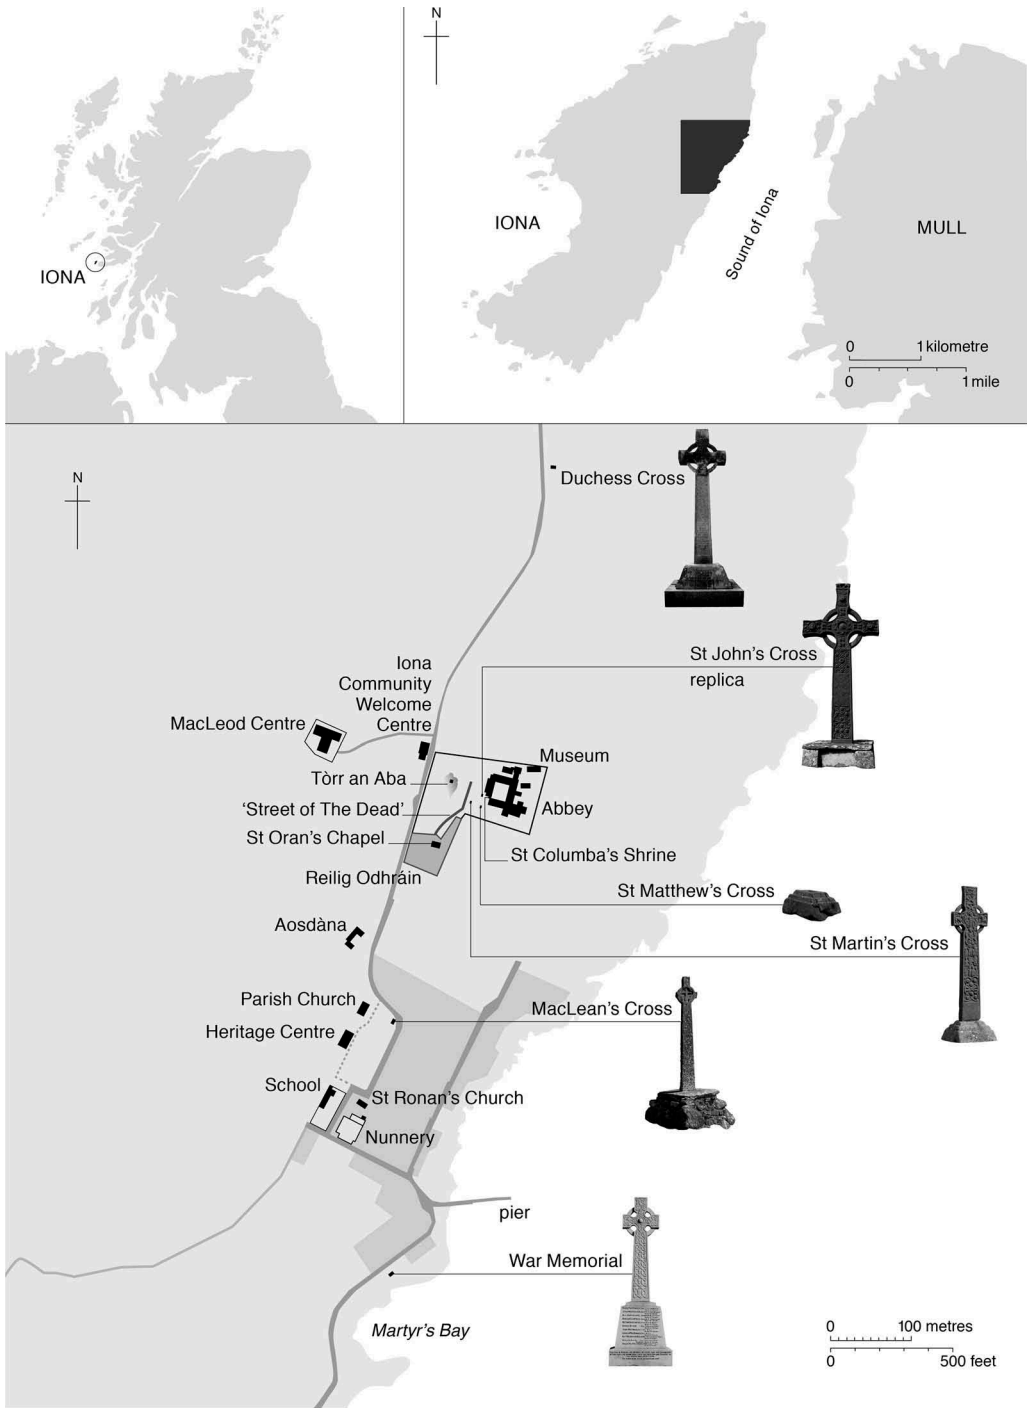 N
IONA
IONA
Sound of Iona
MULL
0 1 kilometre
0 1 mile
N
Duchess Cross
St John's Cross
replica
Iona
Community
Welcome
Centre
MacLeod Centre
Museum
Tòrr an Aba
'Street of The Dead'
Abbey
St Oran's Chapel
St Columba's Shrine
Reilig Odhráin
St Matthew's Cross
Aosdàna
St Martin's Cross
Parish Church
MacLean's Cross
Heritage Centre
School
St Ronan's Church
Nunnery
pier
War Memorial
Martyr's Bay
0 100 metres
0 500 feet